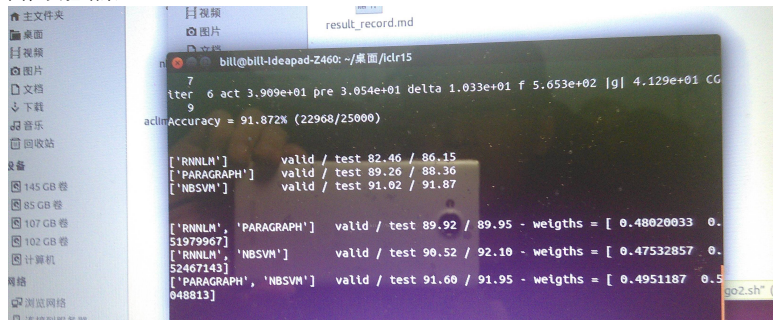 主文件夹
桌面
视频
图片
文档
下载
音乐
回收站
设备
145 GB 卷
85 GB 卷
107 GB 卷
102 GB 卷
计算机
网络
浏览网络
视频
图片
文档
result_record.md
aclim
bill@bill-Ideapad-Z460: ~/桌面/iclr15
7
iter 6 act 3.909e+01 pre 3.054e+01 delta 1.033e+01 f 5.653e+02 |g| 4.129e+01 CG
9
Accuracy = 91.872% (22968/25000)
['RNNLM'] valid / test 82.46 / 86.15
['PARAGRAPH'] valid / test 89.26 / 88.36
['NBSVM'] valid / test 91.02 / 91.87
['RNNLM', 'PARAGRAPH'] valid / test 89.92 / 89.95 - weigths = [ 0.48020033 0.
51979967]
['RNNLM', 'NBSVM'] valid / test 90.52 / 92.10 - weigths = [ 0.47532857 0.
52467143]
['PARAGRAPH', 'NBSVM'] valid / test 91.60 / 91.95 - weigths = [ 0.4951187 0.5
048813]
go2.sh" (